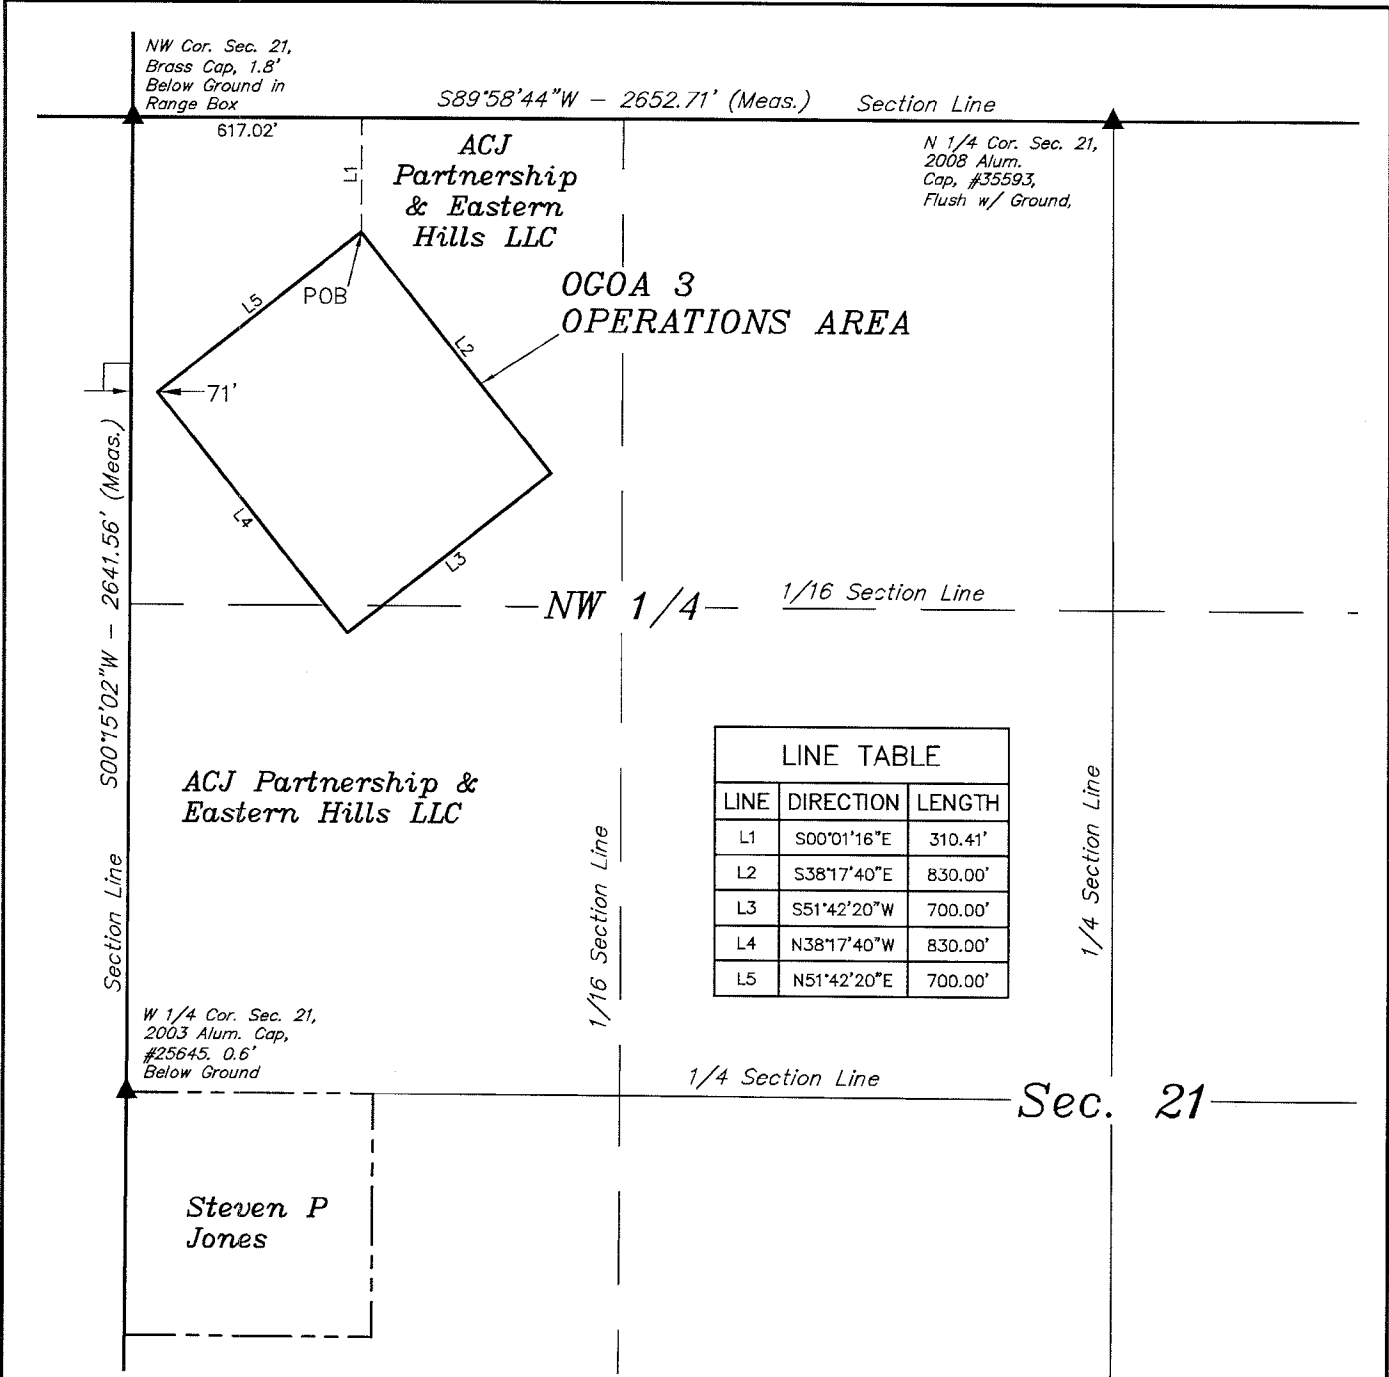 NW Cor. Sec. 21,
Brass Cap, 1.8'
Below Ground in
Range Box
S89°58'44"W – 2652.71' (Meas.) Section Line
617.02'
N 1/4 Cor. Sec. 21,
2008 Alum.
Cap, #35593,
Flush w/ Ground,
L1
ACJ
Partnership
& Eastern
Hills LLC
OGOA 3
OPERATIONS AREA
POB
L5
L2
71'
L4
L3
Section Line S00°15'02"W – 2641.56' (Meas.)
NW 1/4
1/16 Section Line
ACJ Partnership &
Eastern Hills LLC
LINE TABLE
LINE DIRECTION LENGTH
L1 S00°01'16"E 310.41'
L2 S38°17'40"E 830.00'
L3 S51°42'20"W 700.00'
L4 N38°17'40"W 830.00'
L5 N51°42'20"E 700.00'
1/16 Section Line
1/4 Section Line
W 1/4 Cor. Sec. 21,
2003 Alum. Cap,
#25645. 0.6'
Below Ground
1/4 Section Line
Sec. 21
Steven P
Jones